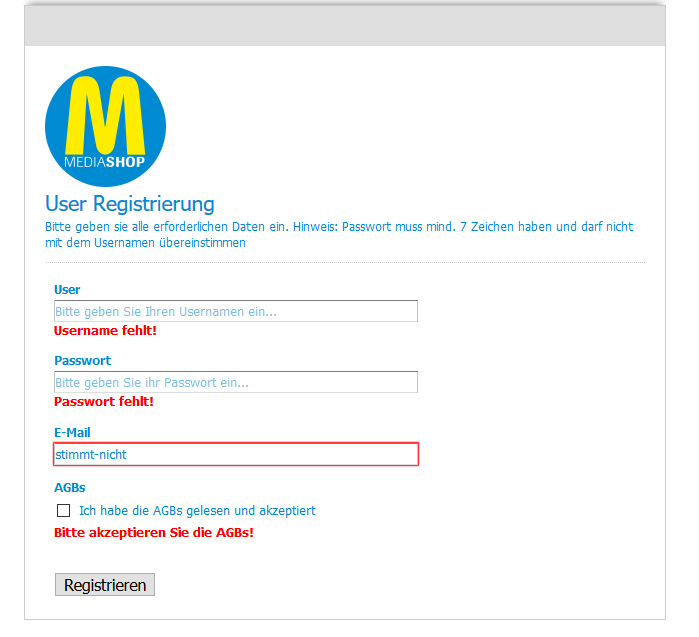 M
MEDIASHOP
User Registrierung
Bitte geben sie alle erforderlichen Daten ein. Hinweis: Passwort muss mind. 7 Zeichen haben und darf nicht
mit dem Usernamen übereinstimmen
User
Bitte geben Sie Ihren Usernamen ein...
Username fehlt!
Passwort
Bitte geben Sie ihr Passwort ein...
Passwort fehlt!
E-Mail
stimmt-nicht
AGBs
Ich habe die AGBs gelesen und akzeptiert
Bitte akzeptieren Sie die AGBs!
Registrieren